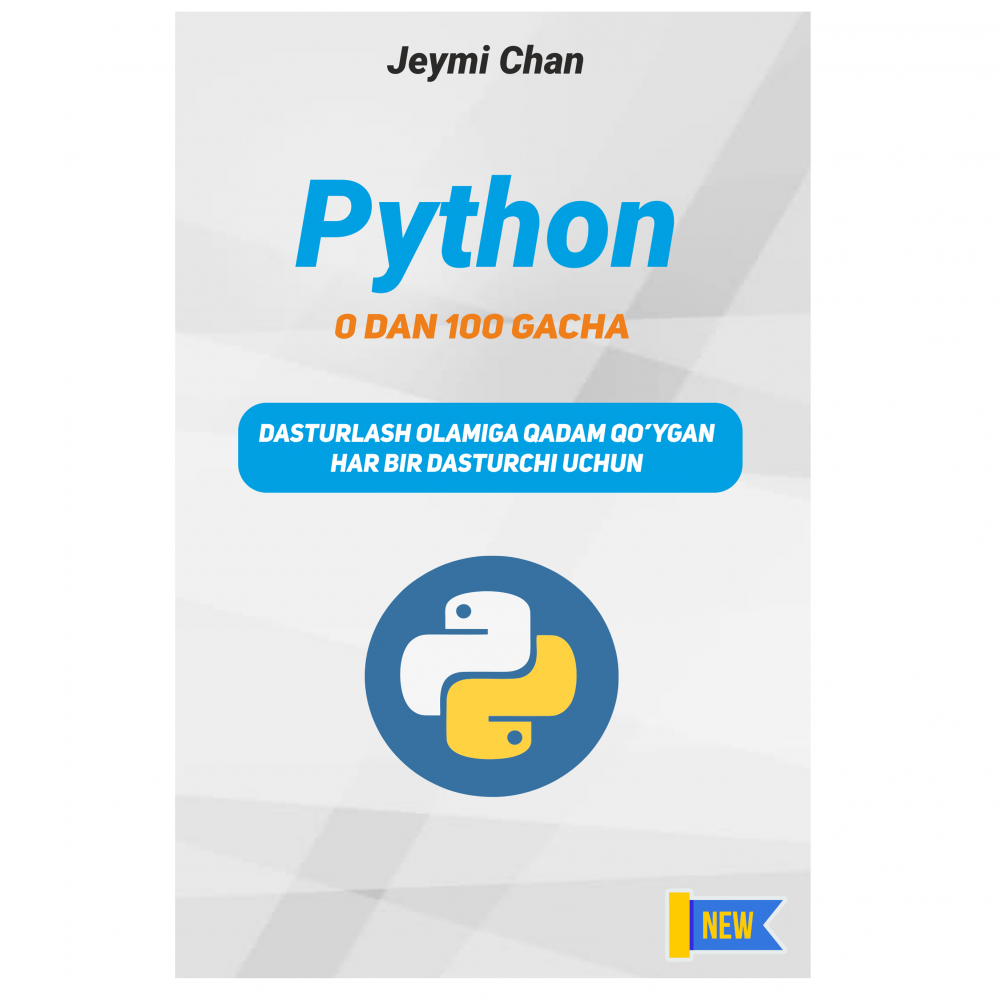 Jeymi Chan
Python
0 DAN 100 GACHA
DASTURLASH OLAMIGA QADAM QO´YGAN
HAR BIR DASTURCHI UCHUN
NEW